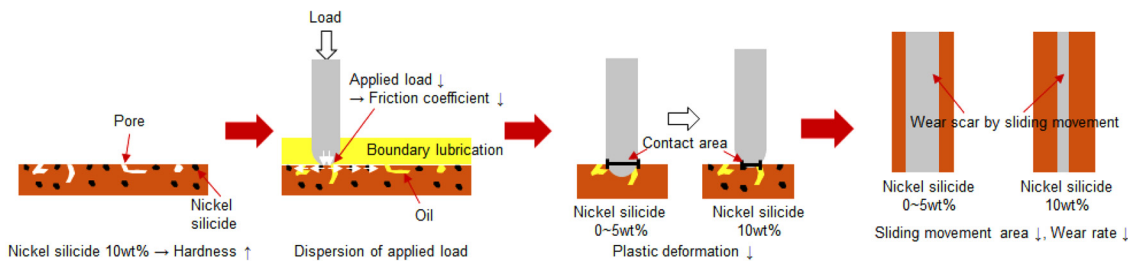 Pore
Nickel
silicide
Nickel silicide 10wt% → Hardness ↑
Load
Applied load ↓
→ Friction coefficient ↓
Boundary lubrication
Oil
Dispersion of applied load
Contact area
Nickel silicide
0~5wt%
Nickel silicide
10wt%
Plastic deformation ↓
Wear scar by sliding movement
Nickel silicide
0~5wt%
Nickel silicide
10wt%
Sliding movement area ↓, Wear rate ↓